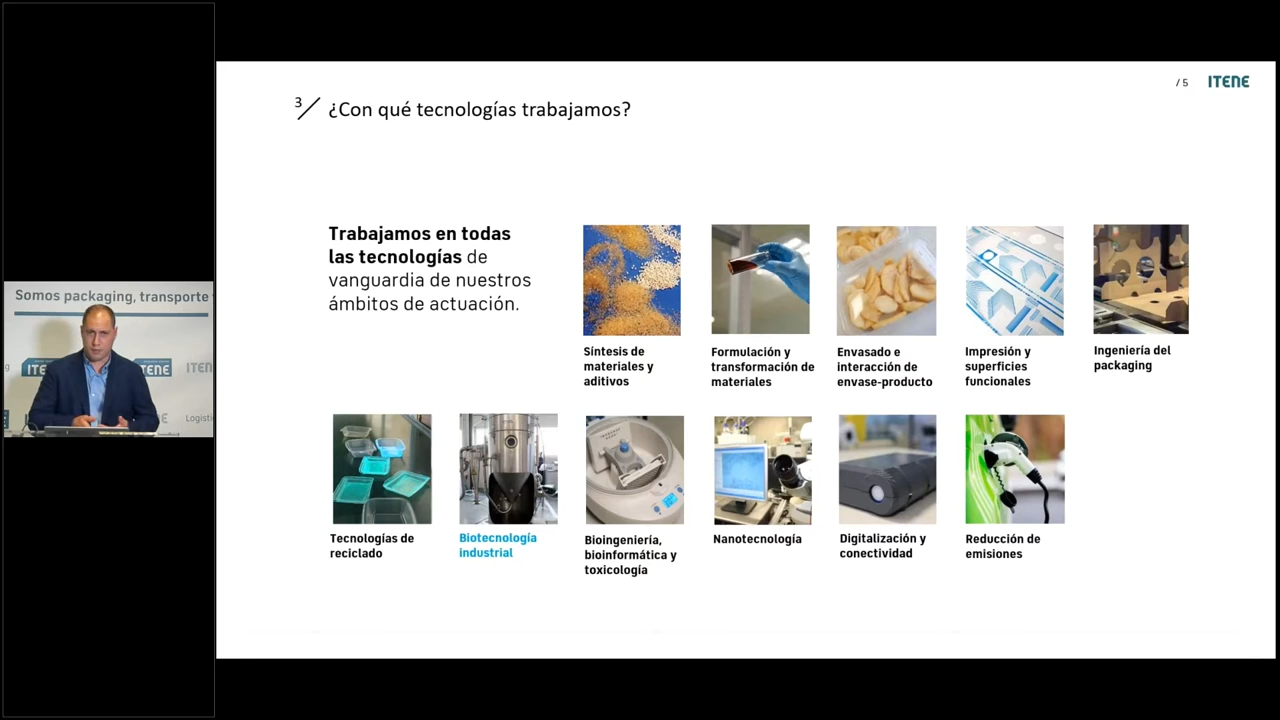 / 5 ITENE
3/ ¿Con qué tecnologías trabajamos?
Trabajamos en todas
las tecnologías de
vanguardia de nuestros
ámbitos de actuación.
Síntesis de
materiales y
aditivos
Formulación y
transformación de
materiales
Envasado e
interacción de
envase-producto
Impresión y
superficies
funcionales
Ingeniería del
packaging
Tecnologías de
reciclado
Biotecnología
industrial
Bioingeniería,
bioinformática y
toxicología
Nanotecnología
Digitalización y
conectividad
Reducción de
emisiones
Somos packaging, transporte
ITENE
Logisti